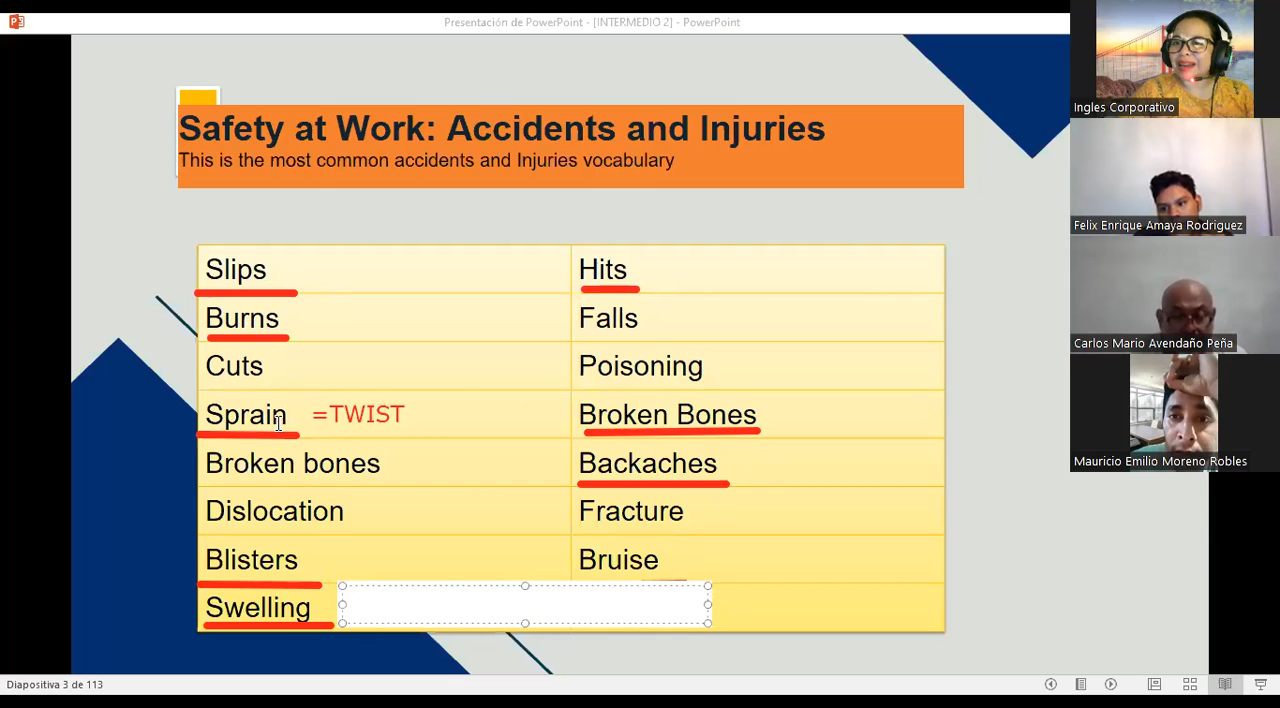 Presentación de PowerPoint - [INTERMEDIO 2] - PowerPoint
Ingles Corporativo
Safety at Work: Accidents and Injuries
This is the most common accidents and Injuries vocabulary
Felix Enrique Amaya Rodriguez
Slips
Hits
Burns
Falls
Carlos Mario Avendaño Peña
Cuts
Poisoning
Sprain =TWIST
Broken Bones
Broken bones
Backaches
Mauricio Emilio Moreno Robles
Dislocation
Fracture
Blisters
Bruise
Swelling
Diapositiva 3 de 113